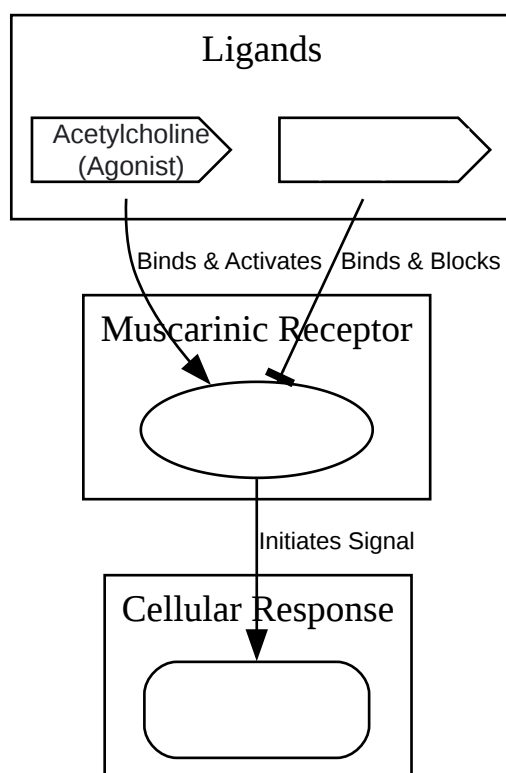 Ligands
Acetylcholine
(Agonist)
Binds & Activates
Binds & Blocks
Muscarinic Receptor
Initiates Signal
Cellular Response